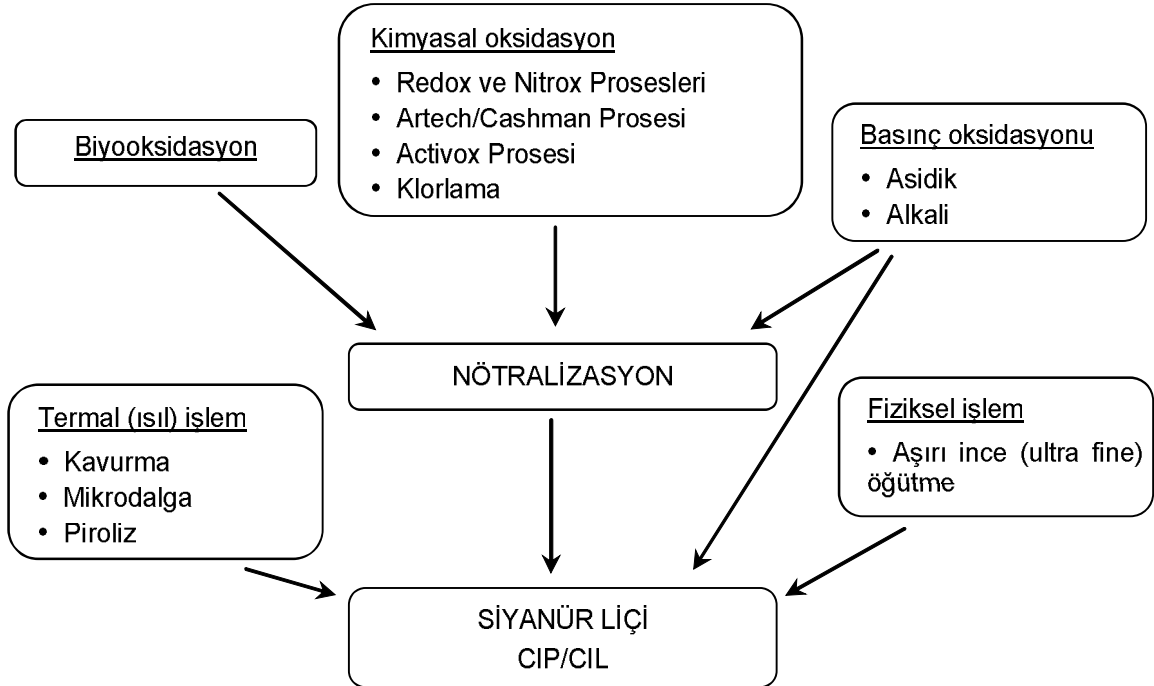 Kimyasal oksidasyon
• Redox ve Nitrox Prosesleri
• Artech/Cashman Prosesi
• Activox Prosesi
• Klorlama
Biyooksidasyon
Basınç oksidasyonu
• Asidik
• Alkali
NÖTRALİZASYON
Termal (ısıl) işlem
• Kavurma
• Mikrodalga
• Piroliz
Fiziksel işlem
• Aşırı ince (ultra fine)
öğütme
SİYANÜR LİÇİ
CIP/CIL